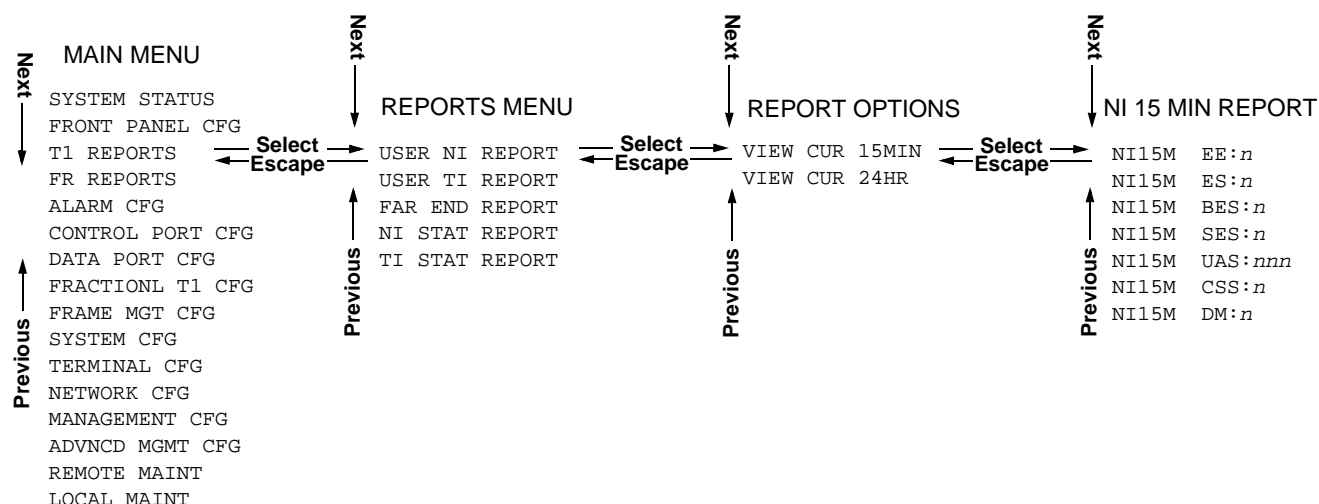 MAIN MENU
Next
Previous
SYSTEM STATUS
FRONT PANEL CFG
T1 REPORTS
FR REPORTS
ALARM CFG
CONTROL PORT CFG
DATA PORT CFG
FRACTIONL T1 CFG
FRAME MGT CFG
SYSTEM CFG
TERMINAL CFG
NETWORK CFG
MANAGEMENT CFG
ADVNCD MGMT CFG
REMOTE MAINT
LOCAL MAINT
Select
Escape
Next
Previous
REPORTS MENU
USER NI REPORT
USER TI REPORT
FAR END REPORT
NI STAT REPORT
TI STAT REPORT
Select
Escape
Next
Previous
REPORT OPTIONS
VIEW CUR 15MIN
VIEW CUR 24HR
Select
Escape
Next
Previous
NI 15 MIN REPORT
NI15M EE:n
NI15M ES:n
NI15M BES:n
NI15M SES:n
NI15M UAS:nnn
NI15M CSS:n
NI15M DM:n